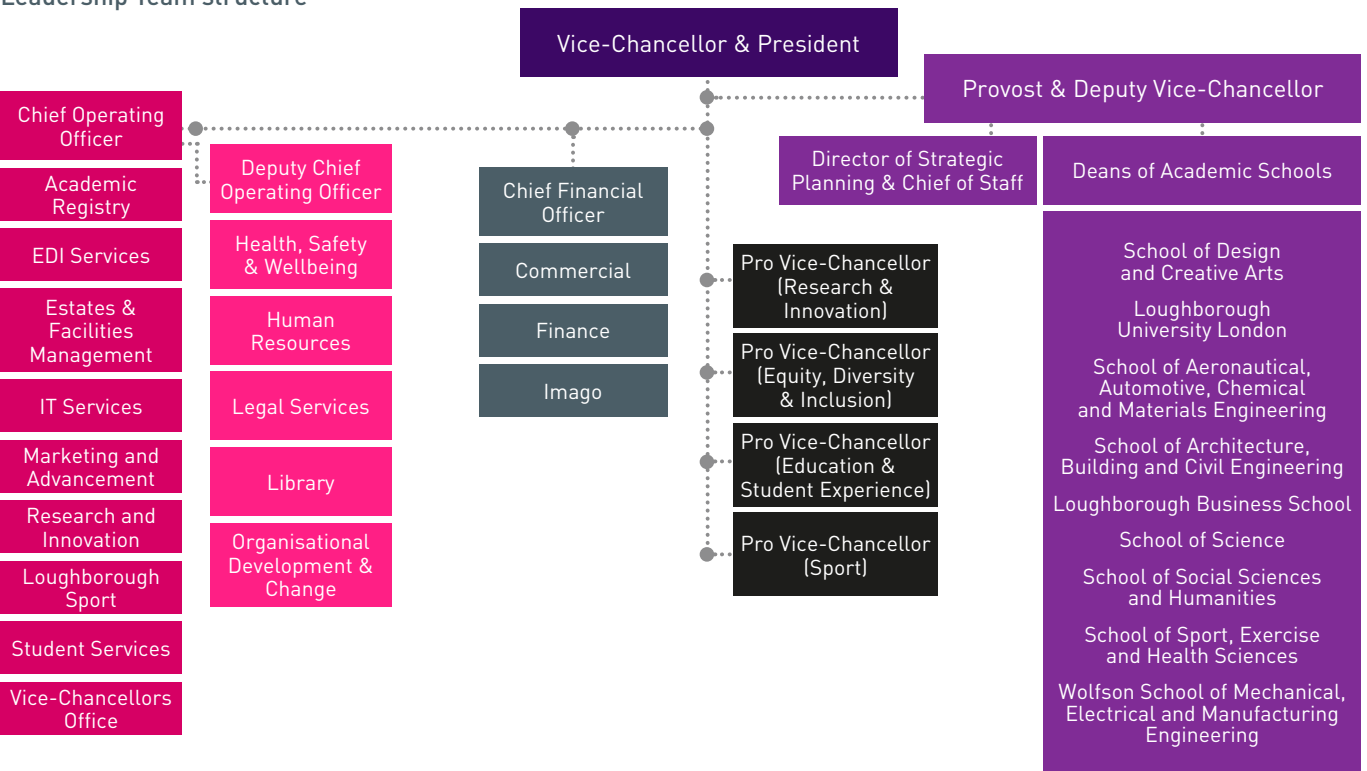 Leadership Team structure
Vice-Chancellor & President
Provost & Deputy Vice-Chancellor
Chief Operating
Officer
Academic
Registry
EDI Services
Estates &
Facilities
Management
IT Services
Marketing and
Advancement
Research and
Innovation
Loughborough
Sport
Student Services
Vice-Chancellors
Office
Deputy Chief
Operating Officer
Health, Safety
& Wellbeing
Human
Resources
Legal Services
Library
Organisational
Development &
Change
Chief Financial
Officer
Commercial
Finance
Imago
Pro Vice-Chancellor
(Research &
Innovation)
Pro Vice-Chancellor
(Equity, Diversity
& Inclusion)
Pro Vice-Chancellor
(Education &
Student Experience)
Pro Vice-Chancellor
(Sport)
Director of Strategic
Planning & Chief of Staff
Deans of Academic Schools
School of Design
and Creative Arts
Loughborough
University London
School of Aeronautical,
Automotive, Chemical
and Materials Engineering
School of Architecture,
Building and Civil Engineering
Loughborough Business School
School of Science
School of Social Sciences
and Humanities
School of Sport, Exercise
and Health Sciences
Wolfson School of Mechanical,
Electrical and Manufacturing
Engineering